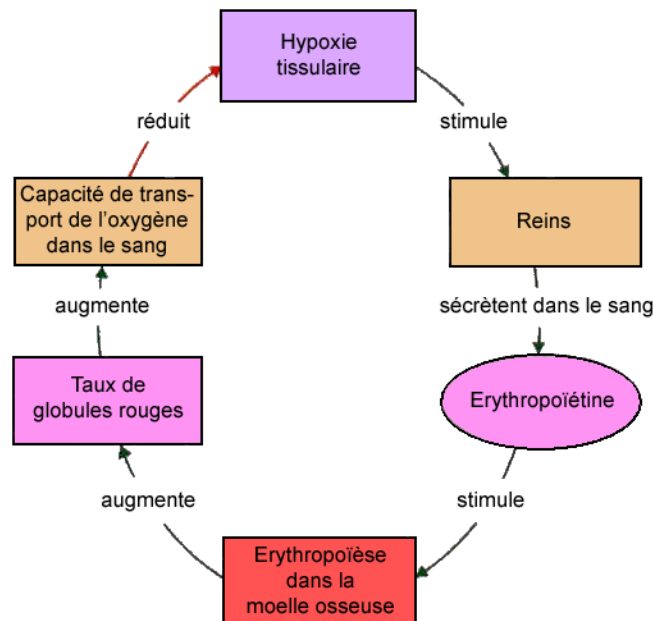 Hypoxie
tissulaire
stimule
Reins
sécrètent dans le sang
Erythropoïétine
stimule
Erythropoïèse
dans la
moelle osseuse
augmente
Taux de
globules rouges
augmente
Capacité de trans-
port de l'oxygène
dans le sang
réduit